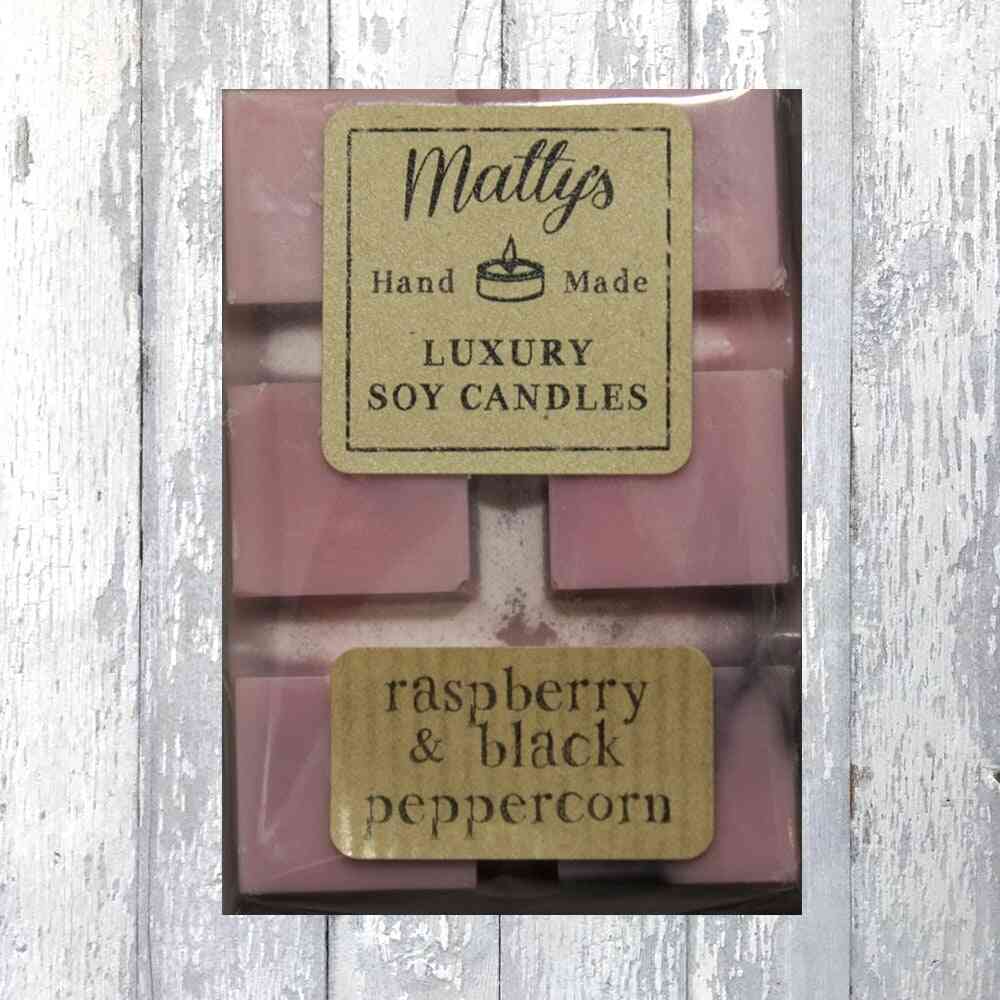 Matty's
Hand Made
LUXURY
SOY CANDLES
raspberry
& black
peppercorn